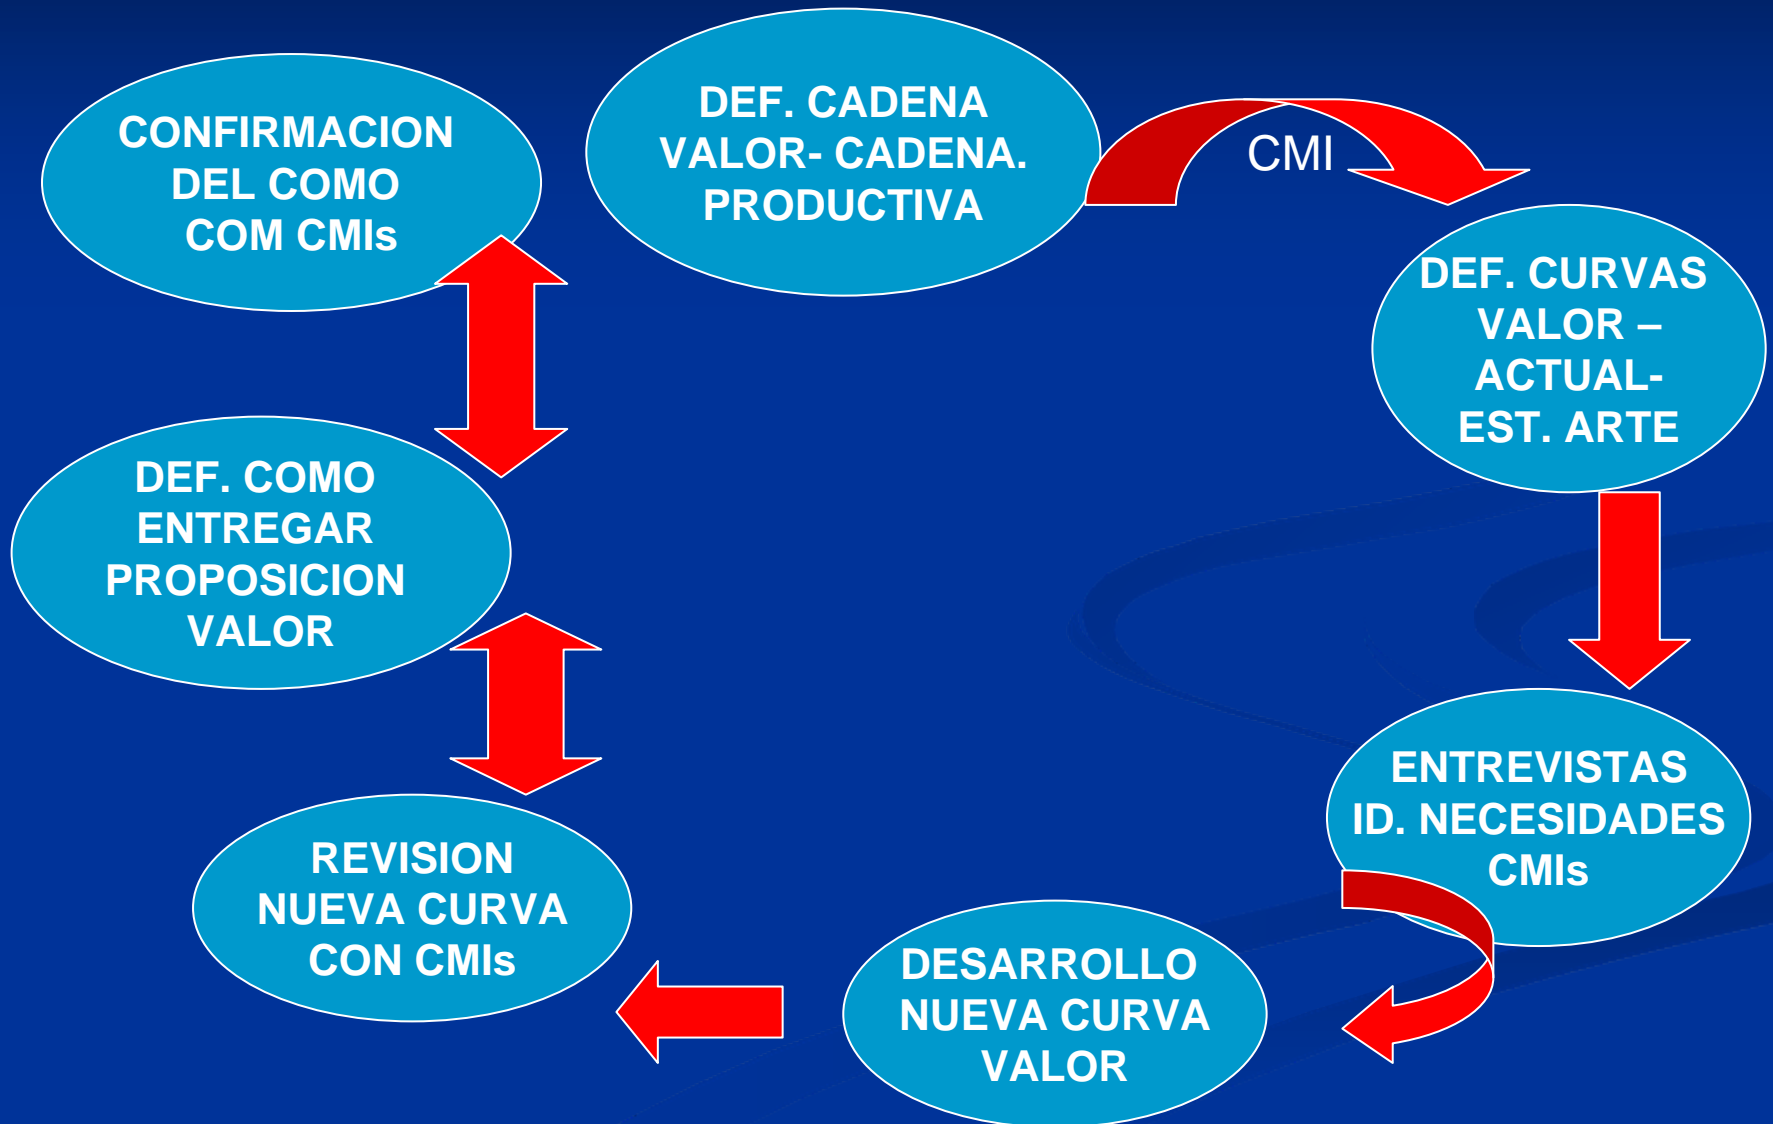 DEF. CADENA
VALOR- CADENA.
PRODUCTIVA
CMI
DEF. CURVAS
VALOR –
ACTUAL-
EST. ARTE
ENTREVISTAS
ID. NECESIDADES
CMIs
DESARROLLO
NUEVA CURVA
VALOR
REVISION
NUEVA CURVA
CON CMIs
DEF. COMO
ENTREGAR
PROPOSICION
VALOR
CONFIRMACION
DEL COMO
COM CMIs